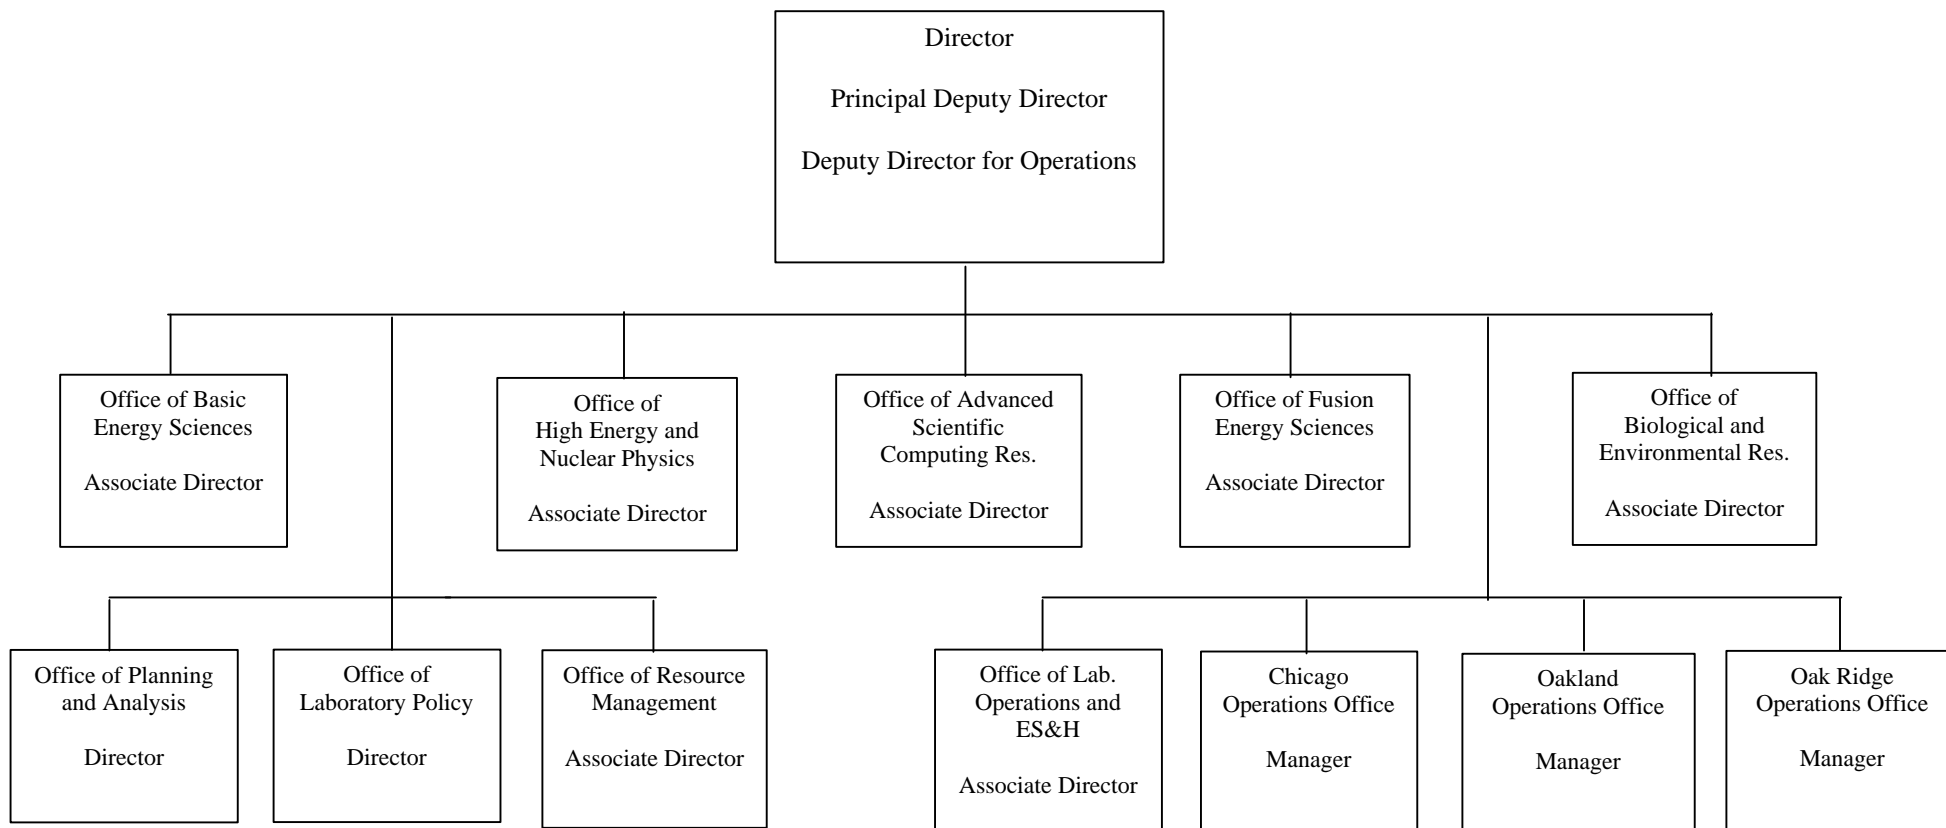 Director
Principal Deputy Director
Deputy Director for Operations
Office of Basic
Energy Sciences
Associate Director
Office of
High Energy and
Nuclear Physics
Associate Director
Office of Advanced
Scientific
Computing Res.
Associate Director
Office of Fusion
Energy Sciences
Associate Director
Office of
Biological and
Environmental Res.
Associate Director
Office of Planning
and Analysis
Director
Office of
Laboratory Policy
Director
Office of Resource
Management
Associate Director
Office of Lab.
Operations and
ES&H
Associate Director
Chicago
Operations Office
Manager
Oakland
Operations Office
Manager
Oak Ridge
Operations Office
Manager